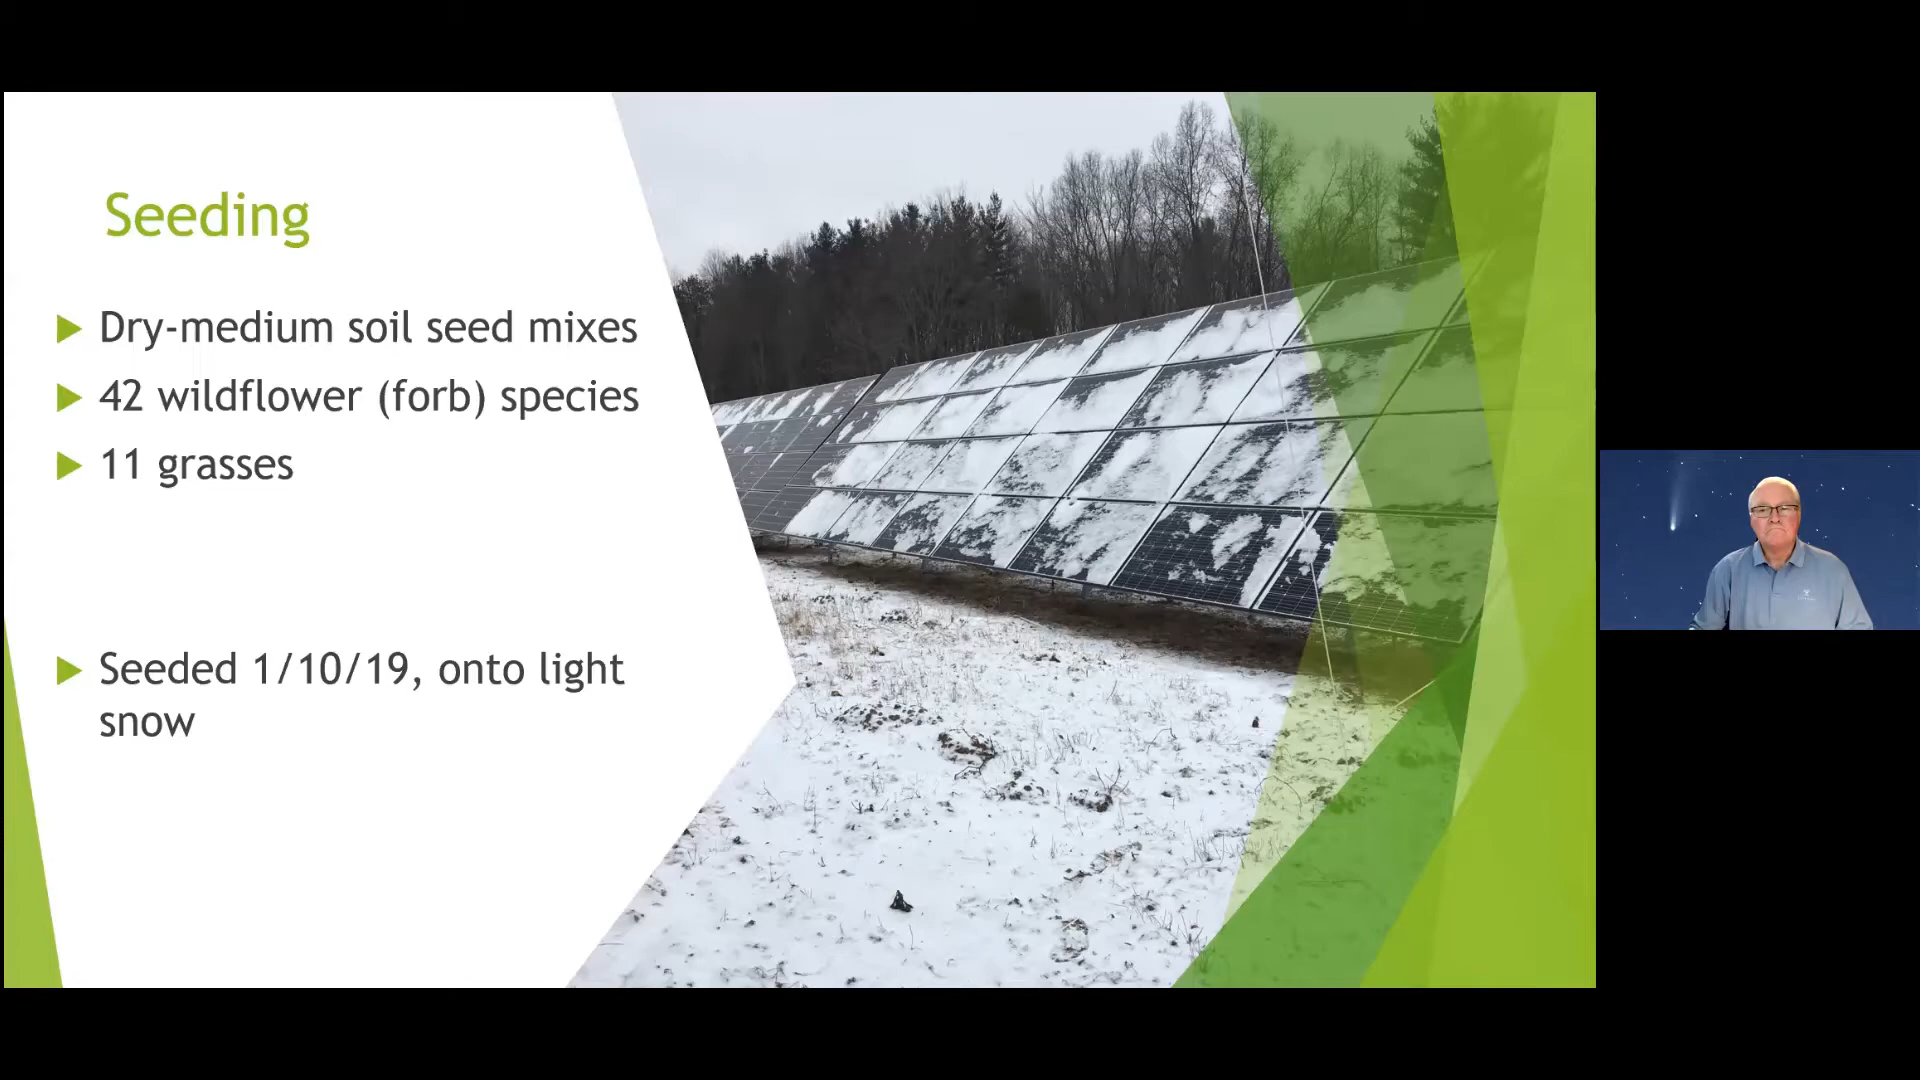 Seeding
Dry-medium soil seed mixes
42 wildflower (forb) species
11 grasses
Seeded 1/10/19, onto light
snow